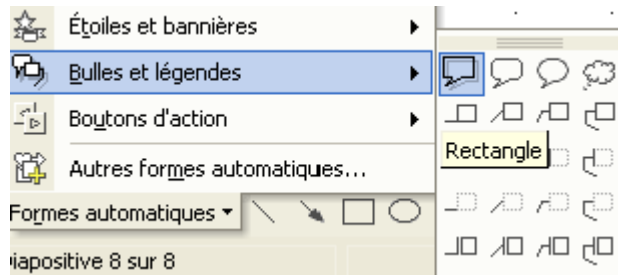 Étoiles et bannières
Bulles et légendes
Boutons d'action
Rectangle
Autres formes automatiques...
Formes automatiques
iapositive 8 sur 8